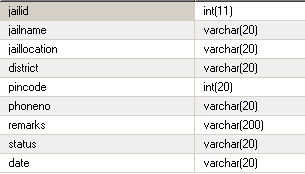 jailid int(11)
jailname varchar(20)
jaillocation varchar(20)
district varchar(20)
pincode int(20)
phoneno varchar(20)
remarks varchar(200)
status varchar(20)
date varchar(20)